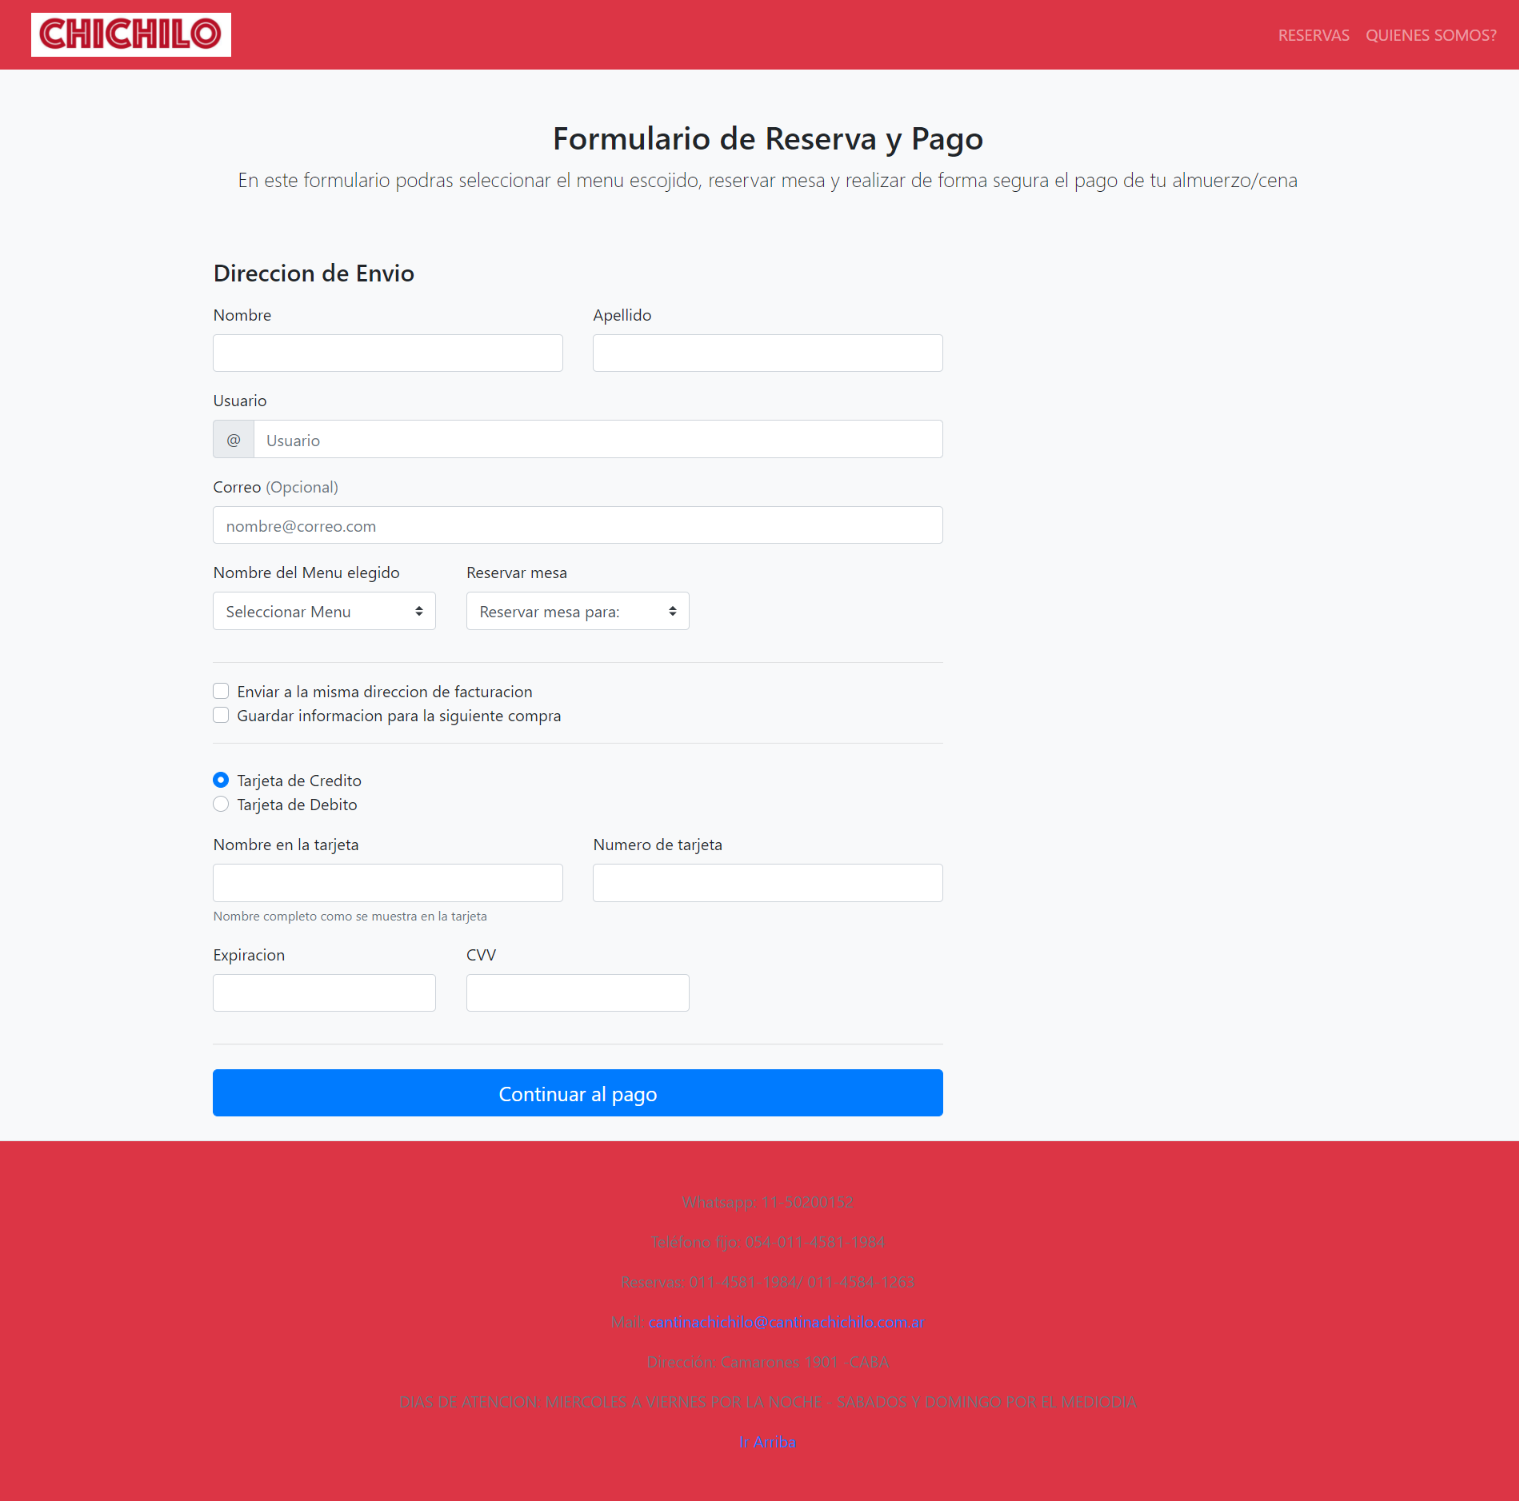 CHICHILO
RESERVAS QUIENES SOMOS?
Formulario de Reserva y Pago
En este formulario podras seleccionar el menu escojido, reservar mesa y realizar de forma segura el pago de tu almuerzo/cena
Direccion de Envio
Nombre Apellido
Usuario
@ Usuario
Correo (Opcional)
nombre@correo.com
Nombre del Menu elegido Reservar mesa
Seleccionar Menu Reservar mesa para:
Enviar a la misma direccion de facturacion
Guardar informacion para la siguiente compra
Tarjeta de Credito
Tarjeta de Debito
Nombre en la tarjeta Numero de tarjeta
Nombre completo como se muestra en la tarjeta
Expiracion CVV
Continuar al pago
Whatsapp: 11-50200152
Teléfono fijo: 054-011-4581-1984
Reservas: 011-4581-1984/ 011-4584-1263
Mail: cantinachichilo@cantinachichilo.com.ar
Dirección: Camarones 1901 -CABA
DIAS DE ATENCION: MIERCOLES A VIERNES POR LA NOCHE - SABADOS Y DOMINGO POR EL MEDIODIA
Ir Arriba